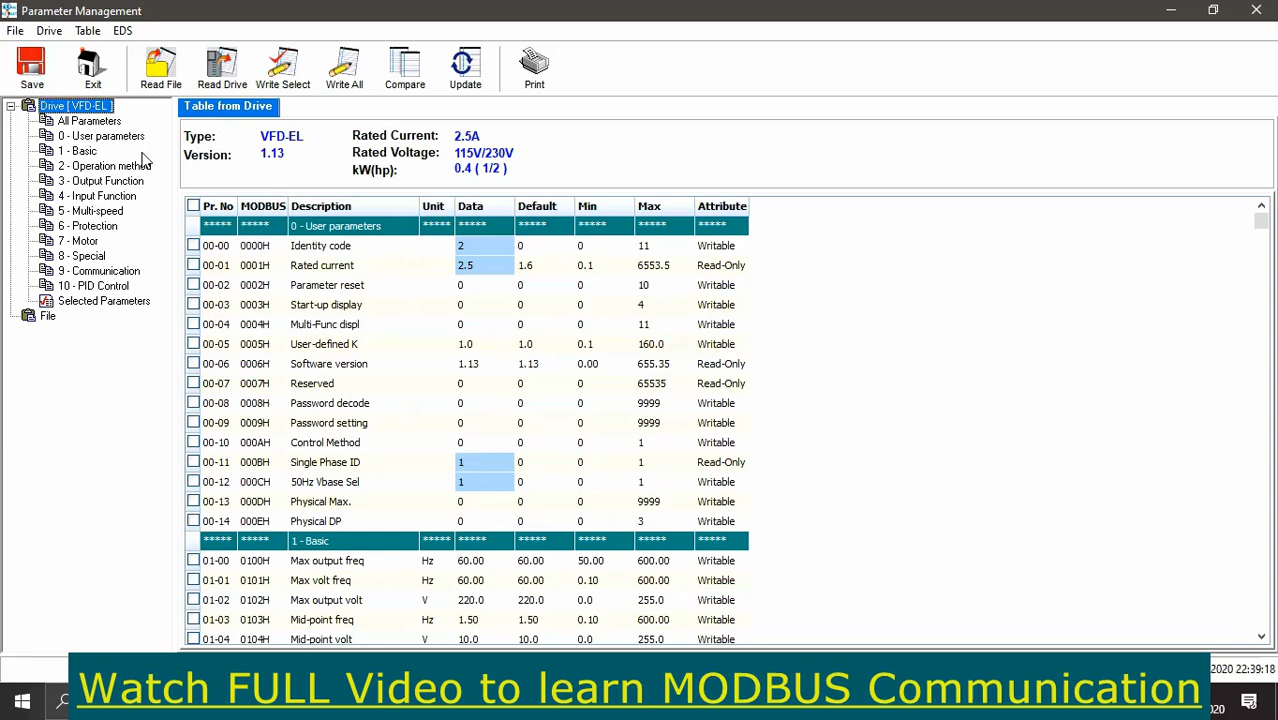 Parameter Management
File Drive Table EDS
Save Exit Read File Read Drive Write Select Write All Compare Update Print
Drive [ VFD-EL ]
All Parameters
0 - User parameters
1 - Basic
2 - Operation method
3 - Output Function
4 - Input Function
5 - Multi-speed
6 - Protection
7 - Motor
8 - Special
9 - Communication
10 - PID Control
Selected Parameters
File
Table from Drive
Type: VFD-EL Rated Current: 2.5A
Version: 1.13 Rated Voltage: 115V/230V
kW(hp): 0.4 ( 1/2 )
Pr. No MODBUS Description Unit Data Default Min Max Attribute
***** ***** 0 - User parameters ***** ***** ***** ***** ***** *****
00-00 0000H Identity code 2 0 0 11 Writable
00-01 0001H Rated current 2.5 1.6 0.1 6553.5 Read-Only
00-02 0002H Parameter reset 0 0 0 10 Writable
00-03 0003H Start-up display 0 0 0 4 Writable
00-04 0004H Multi-Func displ 0 0 0 11 Writable
00-05 0005H User-defined K 1.0 1.0 0.1 160.0 Writable
00-06 0006H Software version 1.13 1.13 0.00 655.35 Read-Only
00-07 0007H Reserved 0 0 0 65535 Read-Only
00-08 0008H Password decode 0 0 0 9999 Writable
00-09 0009H Password setting 0 0 0 9999 Writable
00-10 000AH Control Method 0 0 0 1 Writable
00-11 000BH Single Phase ID 1 0 0 1 Read-Only
00-12 000CH 50Hz Vbase Sel 1 0 0 1 Writable
00-13 000DH Physical Max. 0 0 0 9999 Writable
00-14 000EH Physical DP 0 0 0 3 Writable
***** ***** 1 - Basic ***** ***** ***** ***** ***** *****
01-00 0100H Max output freq Hz 60.00 60.00 50.00 600.00 Writable
01-01 0101H Max volt freq Hz 60.00 60.00 0.10 600.00 Writable
01-02 0102H Max output volt V 220.0 220.0 0.0 255.0 Writable
01-03 0103H Mid-point freq Hz 1.50 1.50 0.10 600.00 Writable
01-04 0104H Mid-point volt V 10.0 10.0 0.0 255.0 Writable
2020 22:39:18
Watch FULL Video to learn MODBUS Communication
2020